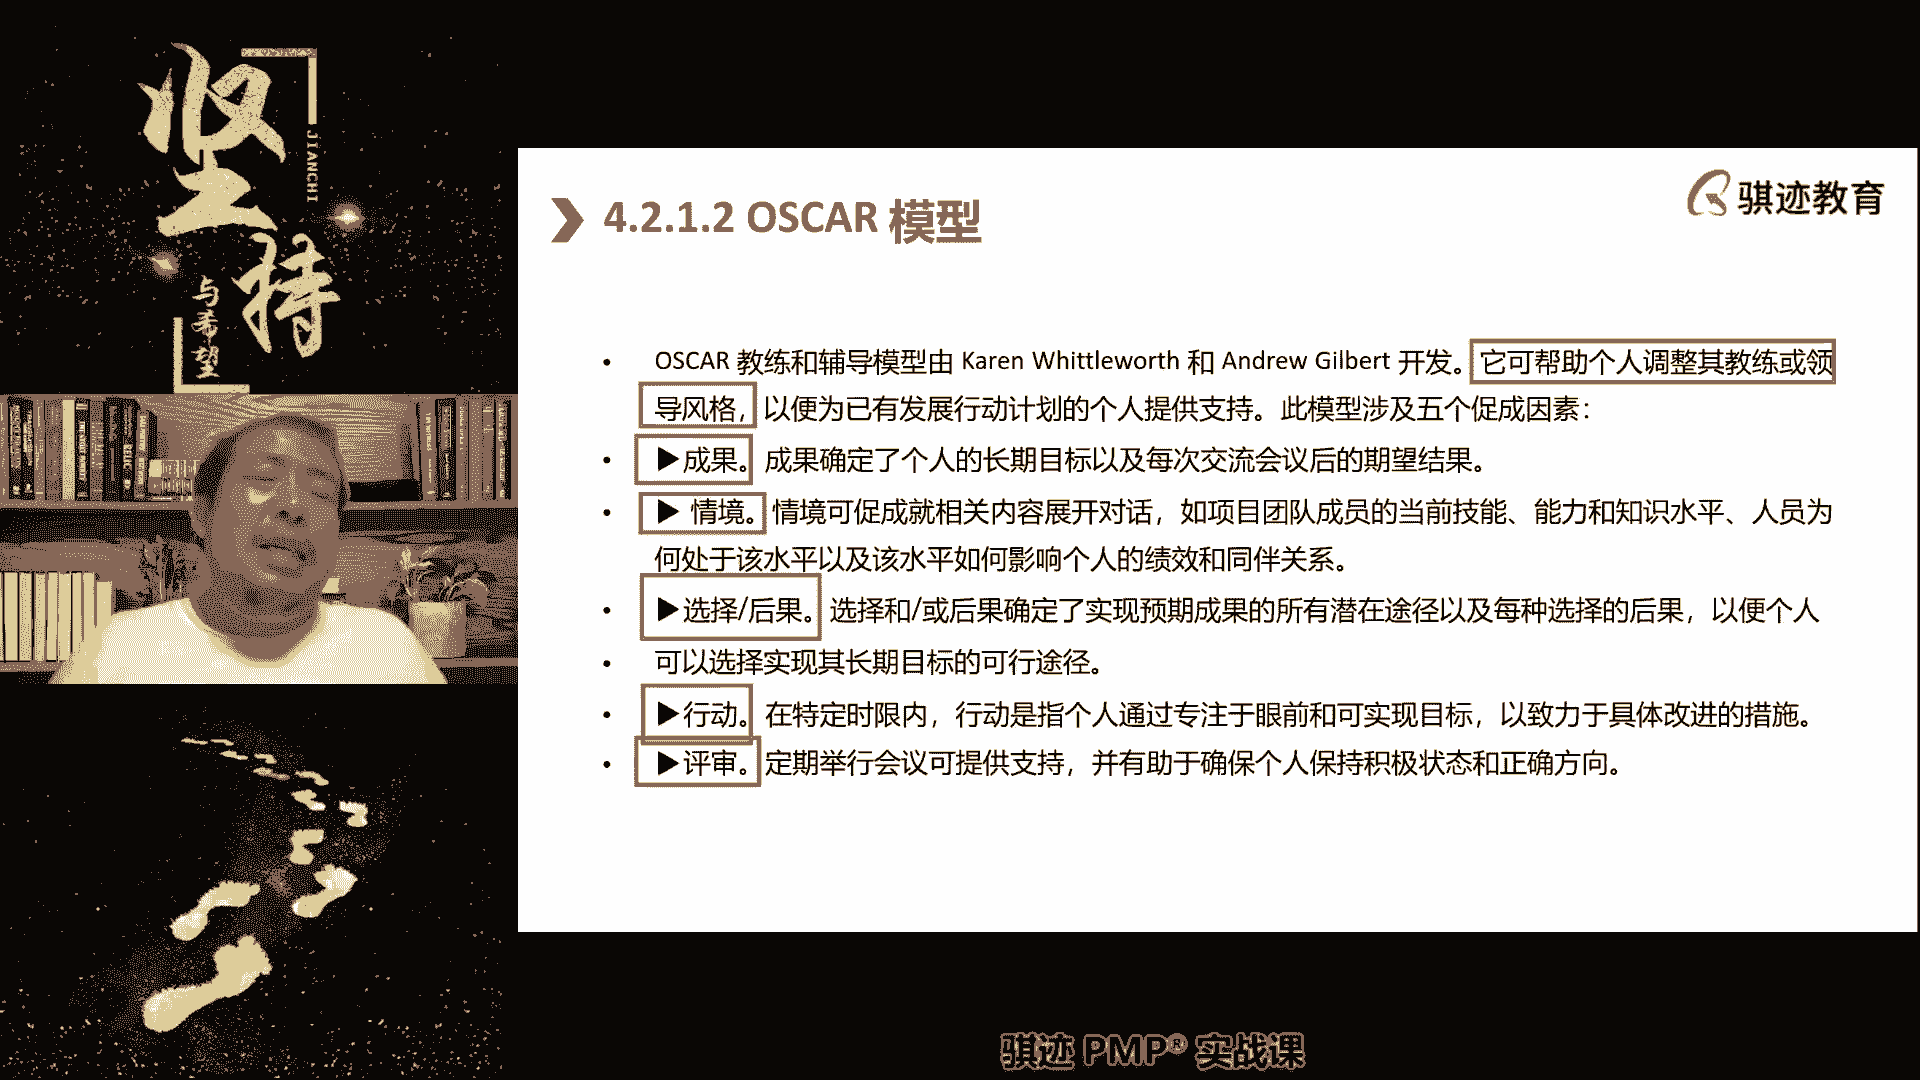 坚持
JIANCHI
与希望
骐迹教育
4.2.1.2 OSCAR 模型
• OSCAR 教练和辅导模型由 Karen Whittleworth 和 Andrew Gilbert 开发。它可帮助个人调整其教练或领
导风格，以便为已有发展行动计划的个人提供支持。此模型涉及五个促成因素：
• ▶成果。成果确定了个人的长期目标以及每次交流会议后的期望结果。
• ▶ 情境。情境可促成就相关内容展开对话，如项目团队成员的当前技能、能力和知识水平、人员为
何处于该水平以及该水平如何影响个人的绩效和同伴关系。
• ▶选择/后果。选择和/或后果确定了实现预期成果的所有潜在途径以及每种选择的后果，以便个人
• 可以选择实现其长期目标的可行途径。
• ▶行动。在特定时限内，行动是指个人通过专注于眼前和可实现目标，以致力于具体改进的措施。
• ▶评审。定期举行会议可提供支持，并有助于确保个人保持积极状态和正确方向。
骐迹 PMP® 实战课